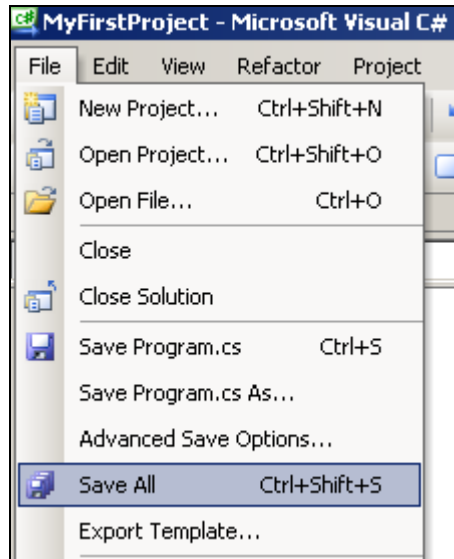 MyFirstProject - Microsoft Visual C#
File Edit View Refactor Project
New Project... Ctrl+Shift+N
Open Project... Ctrl+Shift+O
Open File... Ctrl+O
Close
Close Solution
Save Program.cs Ctrl+S
Save Program.cs As...
Advanced Save Options...
Save All Ctrl+Shift+S
Export Template...